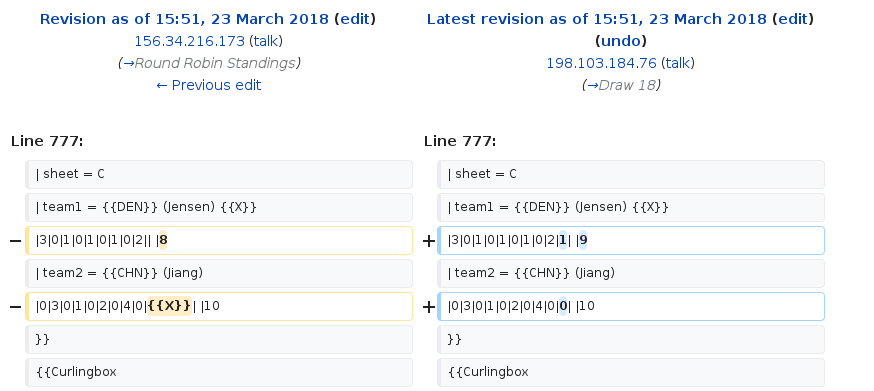 Revision as of 15:51, 23 March 2018 (edit)
156.34.216.173 (talk)
(→Round Robin Standings)
← Previous edit
Latest revision as of 15:51, 23 March 2018 (edit)
(undo)
198.103.184.76 (talk)
(→Draw 18)
Line 777:
Line 777:
| sheet = C
| sheet = C
| team1 = {{DEN}} (Jensen) {{X}}
| team1 = {{DEN}} (Jensen) {{X}}
− |3|0|1|0|1|0|1|0|2|| |8
+ |3|0|1|0|1|0|1|0|2|1| |9
| team2 = {{CHN}} (Jiang)
| team2 = {{CHN}} (Jiang)
− |0|3|0|1|0|2|0|4|0|{{X}}| |10
+ |0|3|0|1|0|2|0|4|0|0| |10
}}
}}
{{Curlingbox
{{Curlingbox